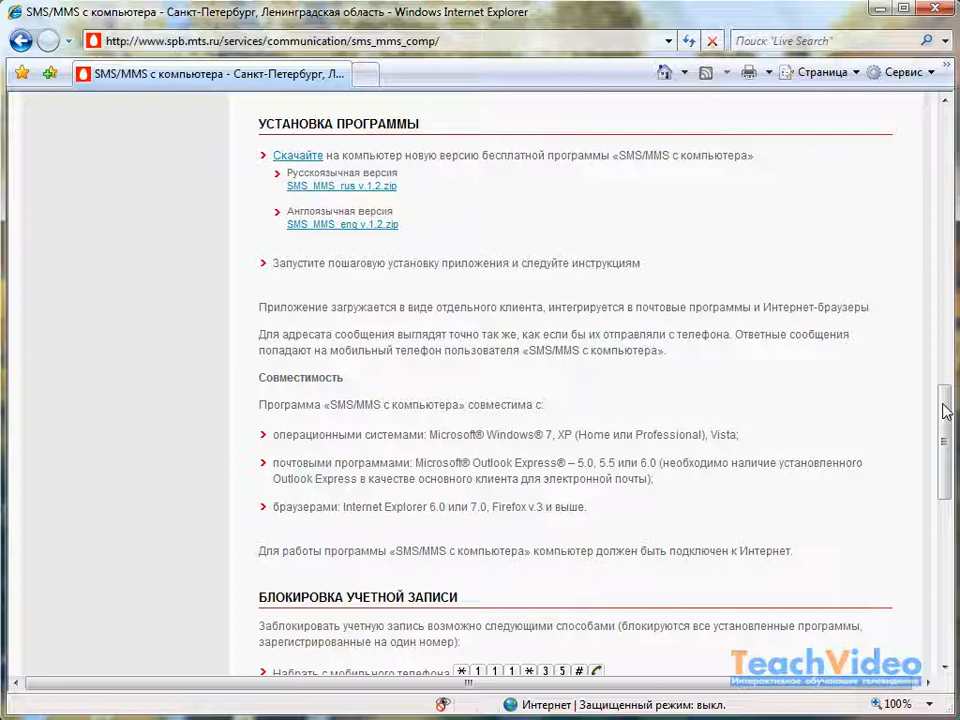 SMS/MMS с компьютера - Санкт-Петербург, Ленинградская область - Windows Internet Explorer
http://www.spb.mts.ru/services/communication/sms_mms_comp/
Поиск "Live Search"
SMS/MMS с компьютера - Санкт-Петербург, Л...
Страница
Сервис
УСТАНОВКА ПРОГРАММЫ
Скачайте на компьютер новую версию бесплатной программы «SMS/MMS с компьютера»
Русскоязычная версия
SMS_MMS_rus v.1.2.zip
Англоязычная версия
SMS_MMS_eng v.1.2.zip
Запустите пошаговую установку приложения и следуйте инструкциям
Приложение загружается в виде отдельного клиента, интегрируется в почтовые программы и Интернет-браузеры
Для адресата сообщения выглядят точно так же, как если бы их отправляли с телефона. Ответные сообщения
попадают на мобильный телефон пользователя «SMS/MMS с компьютера».
Совместимость
Программа «SMS/MMS с компьютера» совместима с:
операционными системами: Microsoft® Windows® 7, XP (Home или Professional), Vista;
почтовыми программами: Microsoft® Outlook Express® – 5.0, 5.5 или 6.0 (необходимо наличие установленного
Outlook Express в качестве основного клиента для электронной почты);
браузерами: Internet Explorer 6.0 или 7.0, Firefox v.3 и выше.
Для работы программы «SMS/MMS с компьютера» компьютер должен быть подключен к Интернет.
БЛОКИРОВКА УЧЕТНОЙ ЗАПИСИ
Заблокировать учетную запись возможно следующими способами (блокируются все установленные программы,
зарегистрированные на один номер):
Набрать с мобильного телефона *111*35#
TeachVideo
Интерактивное обучающее телевидение
Интернет | Защищенный режим: выкл.
100%